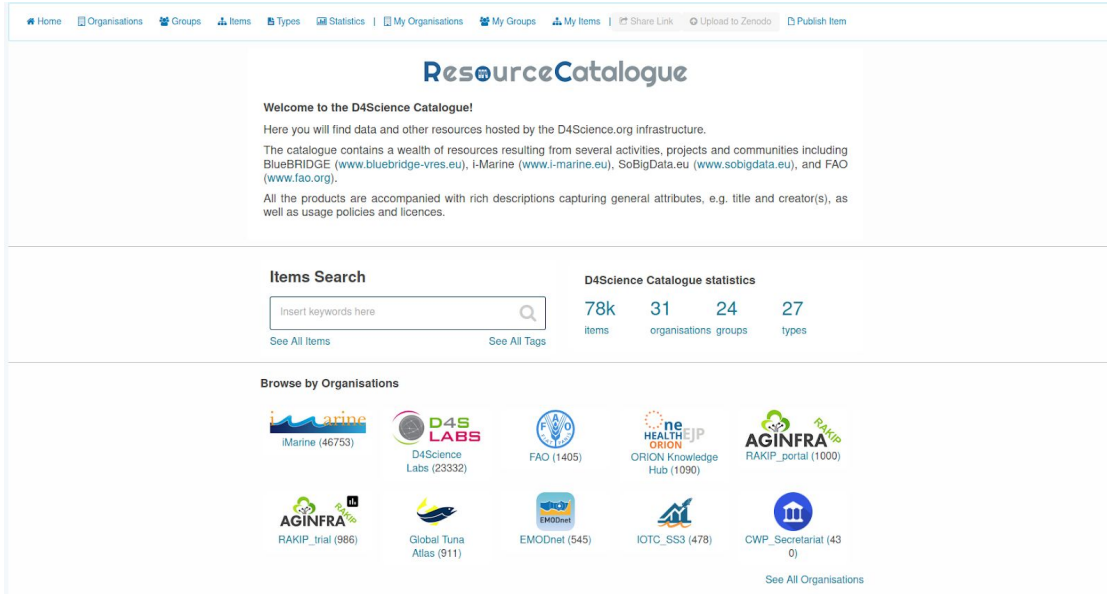 Home Organisations Groups Items Types Statistics | My Organisations My Groups My Items | Share Link Upload to Zenodo Publish Item
ResourceCatalogue
Welcome to the D4Science Catalogue!
Here you will find data and other resources hosted by the D4Science.org infrastructure.
The catalogue contains a wealth of resources resulting from several activities, projects and communities including
BlueBRIDGE (www.bluebridge-vres.eu), i-Marine (www.i-marine.eu), SoBigData.eu (www.sobigdata.eu), and FAO
(www.fao.org).
All the products are accompanied with rich descriptions capturing general attributes, e.g. title and creator(s), as
well as usage policies and licences.
Items Search
Insert keywords here
See All Items See All Tags
D4Science Catalogue statistics
78k 31 24 27
items organisations groups types
Browse by Organisations
i marine
iMarine (46753)
D4S
LABS
D4Science
Labs (23332)
F A O
FAO (1405)
One
HEALTH EJP
ORION
ORION Knowledge
Hub (1090)
AGINFRA RAKIP
RAKIP_portal (1000)
AGINFRA RAKIP
RAKIP_trial (986)
Global Tuna
Atlas (911)
EMODnet
EMODnet (545)
IOTC_SS3 (478)
CWP_Secretariat (43
0)
See All Organisations